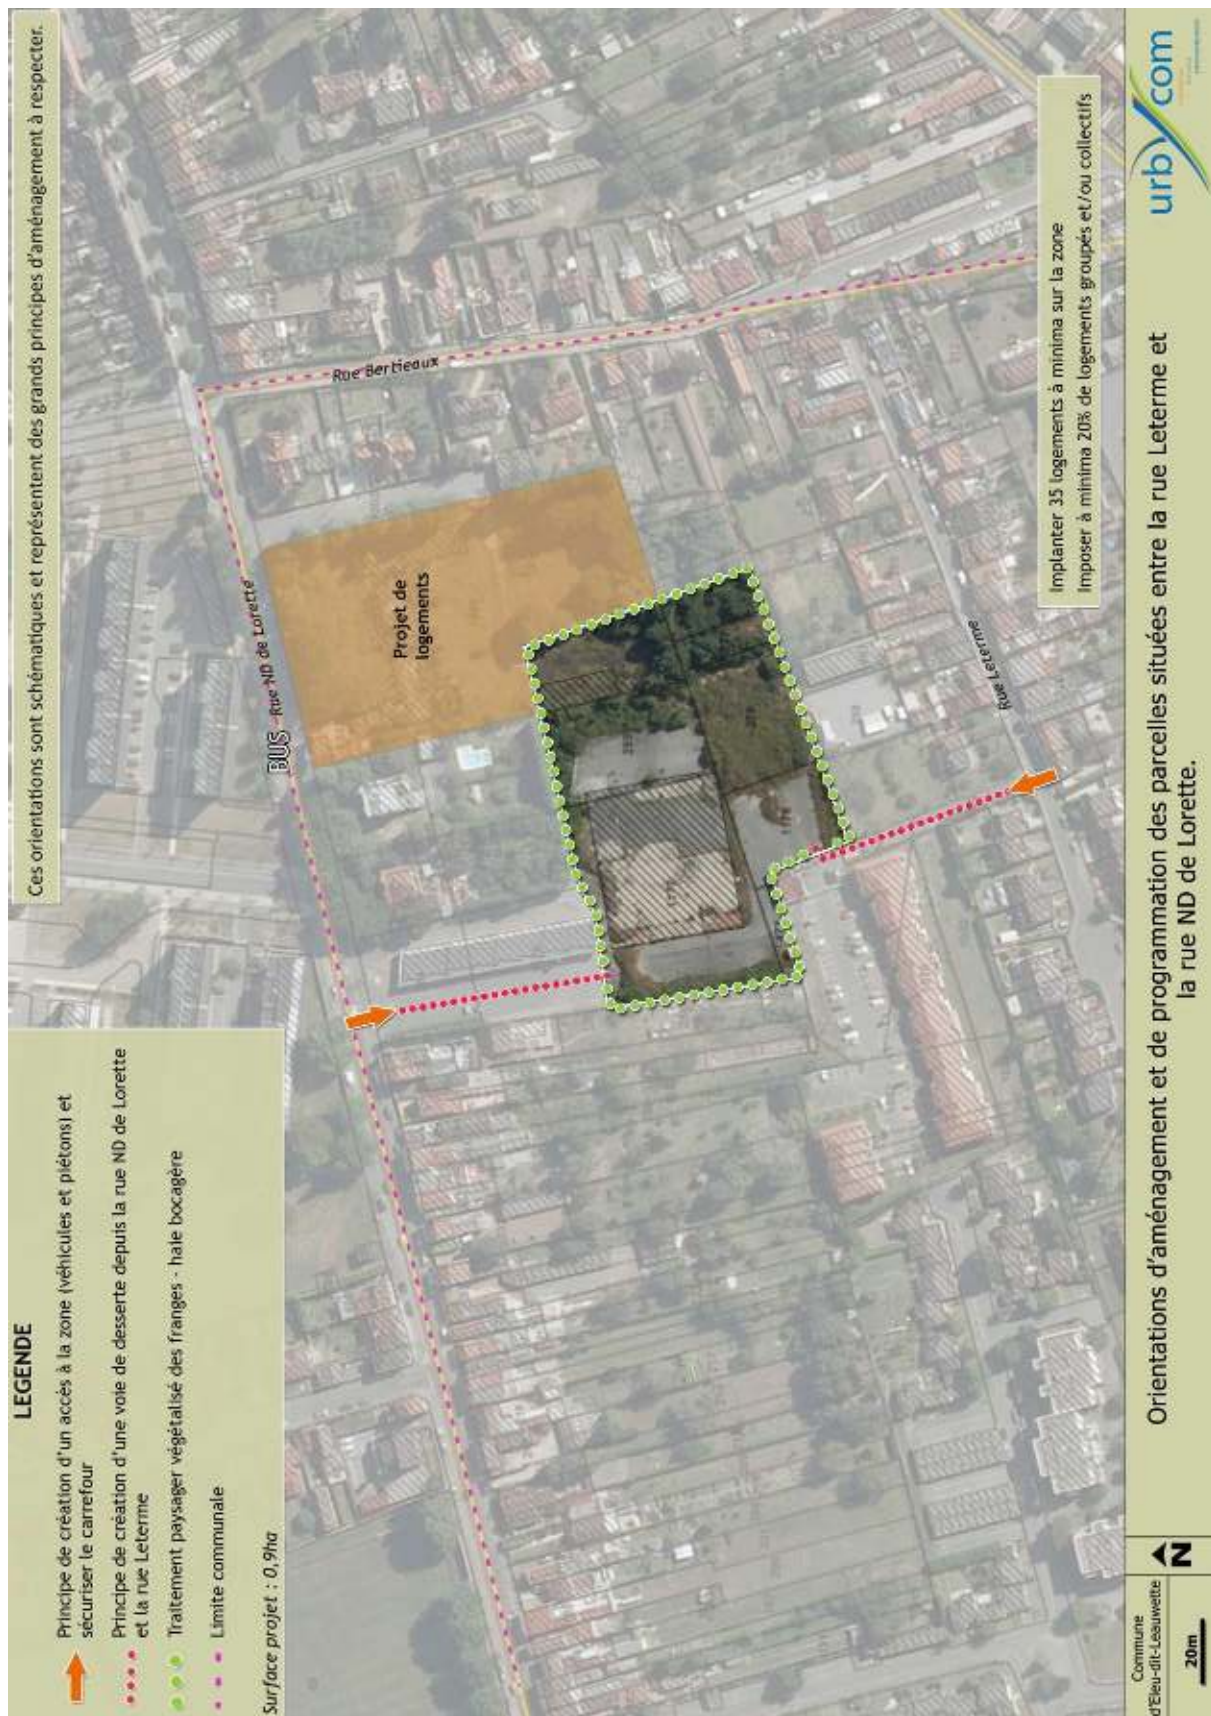 Ces orientations sont schématiques et représentent des grands principes d'aménagement à respecter.
LEGENDE
Principe de création d'un accès à la zone (véhicules et piétons) et
sécuriser le carrefour
Principe de création d'une voie de desserte depuis la rue ND de Lorette
et la rue Leterme
Traitement paysager végétalisé des franges - haie bocagère
Limite communale
Surface projet : 0,9ha
BUS
Rue ND de Lorette
Rue Bertieaux
Projet de
logements
Rue Leterme
Implanter 35 logements à minima sur la zone
Imposer à minima 20% de logements groupés et/ou collectifs
Commune
d'Eleu-dit-Leauwette
20m
N
Orientations d'aménagement et de programmation des parcelles situées entre la rue Leterme et
la rue ND de Lorette.
urbycom